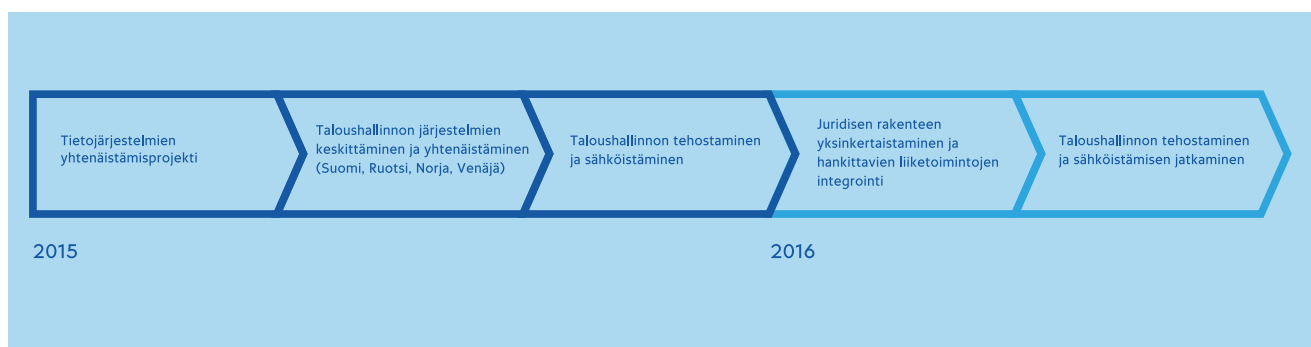 Tietojärjestelmien
yhtenäistämisprojekti
Taloushallinnon järjestelmien
keskittäminen ja yhtenäistäminen
(Suomi, Ruotsi, Norja, Venäjä)
Taloushallinnon tehostaminen
ja sähköistäminen
Juridisen rakenteen
yksinkertaistaminen ja
hankittavien liiketoimintojen
integrointi
Taloushallinnon tehostaminen
ja sähköistämisen jatkaminen
2015
2016